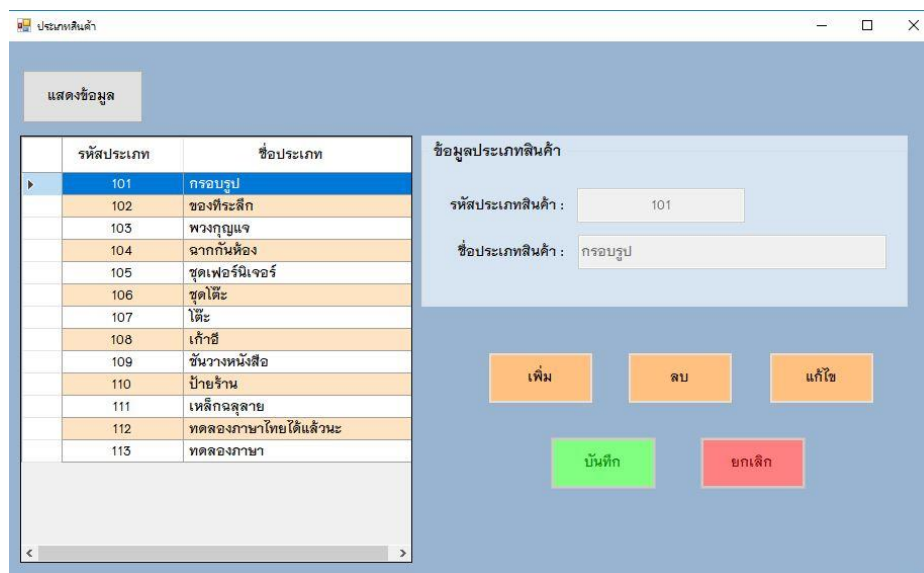 ประเภทสินค้า
แสดงข้อมูล
รหัสประเภท ชื่อประเภท
101 กรอบรูป
102 ของที่ระลึก
103 พวงกุญแจ
104 ฉากกันห้อง
105 ชุดเฟอร์นิเจอร์
106 ชุดโต๊ะ
107 โต๊ะ
108 เก้าอี
109 ชันวางหนังสือ
110 ป้ายร้าน
111 เหล็กฉลุลาย
112 ทดลองภาษาไทยได้แล้วนะ
113 ทดลองภาษา
ข้อมูลประเภทสินค้า
รหัสประเภทสินค้า : 101
ชื่อประเภทสินค้า : กรอบรูป
เพิ่ม ลบ แก้ไข
บันทึก ยกเลิก